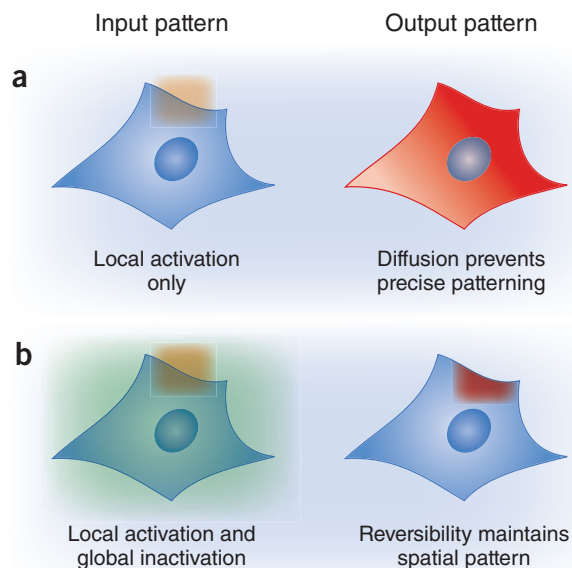 Input pattern
Output pattern
a
Local activation
only
Diffusion prevents
precise patterning
b
Local activation and
global inactivation
Reversibility maintains
spatial pattern